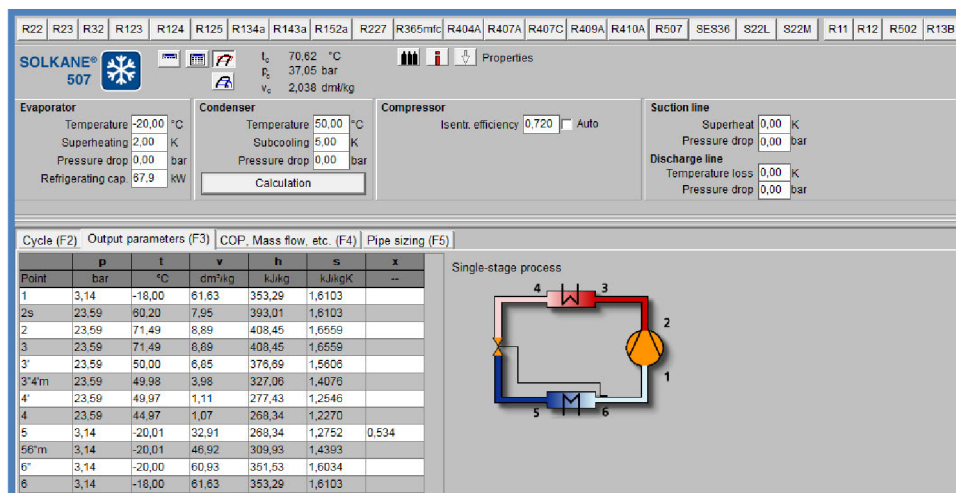 R22 R23 R32 R123 R124 R125 R134a R143a R152a R227 R365mfc R404A R407A R407C R409A R410A R507 SES36 S22L S22M R11 R12 R502 R13B
SOLKANE® 507
tc 70,62 °C
pc 37,05 bar
vc 2,038 dml/kg
Properties
Evaporator
Temperature -20,00 °C
Superheating 2,00 K
Pressure drop 0,00 bar
Refrigerating cap. 67,9 kW
Condenser
Temperature 50,00 °C
Subcooling 5,00 K
Pressure drop 0,00 bar
Calculation
Compressor
Isentr. efficiency 0,720 Auto
Suction line
Superheat 0,00 K
Pressure drop 0,00 bar
Discharge line
Temperature loss 0,00 K
Pressure drop 0,00 bar
Cycle (F2) Output parameters (F3) COP, Mass flow, etc. (F4) Pipe sizing (F5)
p t v h s x
Point bar °C dm³/kg kJ/kg kJ/kgK --
1 3,14 -18,00 61,63 353,29 1,6103
2s 23,59 60,20 7,95 393,01 1,6103
2 23,59 71,49 8,89 408,45 1,6559
3 23,59 71,49 8,89 408,45 1,6559
3" 23,59 50,00 6,85 376,69 1,5606
3"4'm 23,59 49,98 3,98 327,06 1,4076
4' 23,59 49,97 1,11 277,43 1,2546
4 23,59 44,97 1,07 268,34 1,2270
5 3,14 -20,01 32,91 268,34 1,2752 0,534
56"m 3,14 -20,01 46,92 309,93 1,4393
6" 3,14 -20,00 60,93 351,53 1,6034
6 3,14 -18,00 61,63 353,29 1,6103
Single-stage process
4 3
2
1
5 6